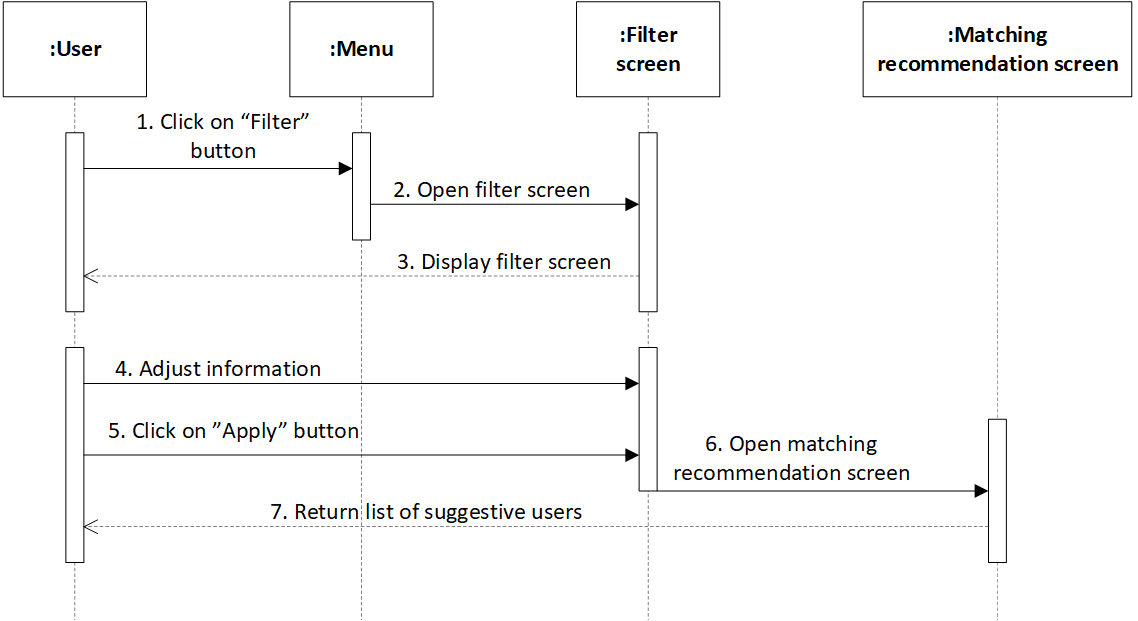 :User
:Menu
:Filter
screen
:Matching
recommendation screen
1. Click on “Filter”
button
2. Open filter screen
3. Display filter screen
4. Adjust information
5. Click on ”Apply” button
6. Open matching
recommendation screen
7. Return list of suggestive users